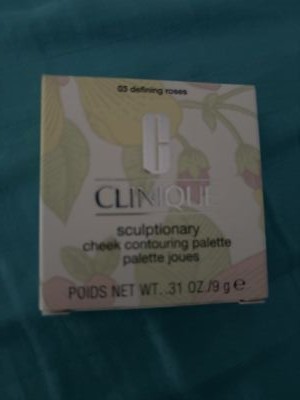 03 defining roses
C
CLINIQUE
sculptionary
cheek contouring palette
palette joues
POIDS NET WT. .31 OZ./9 g e